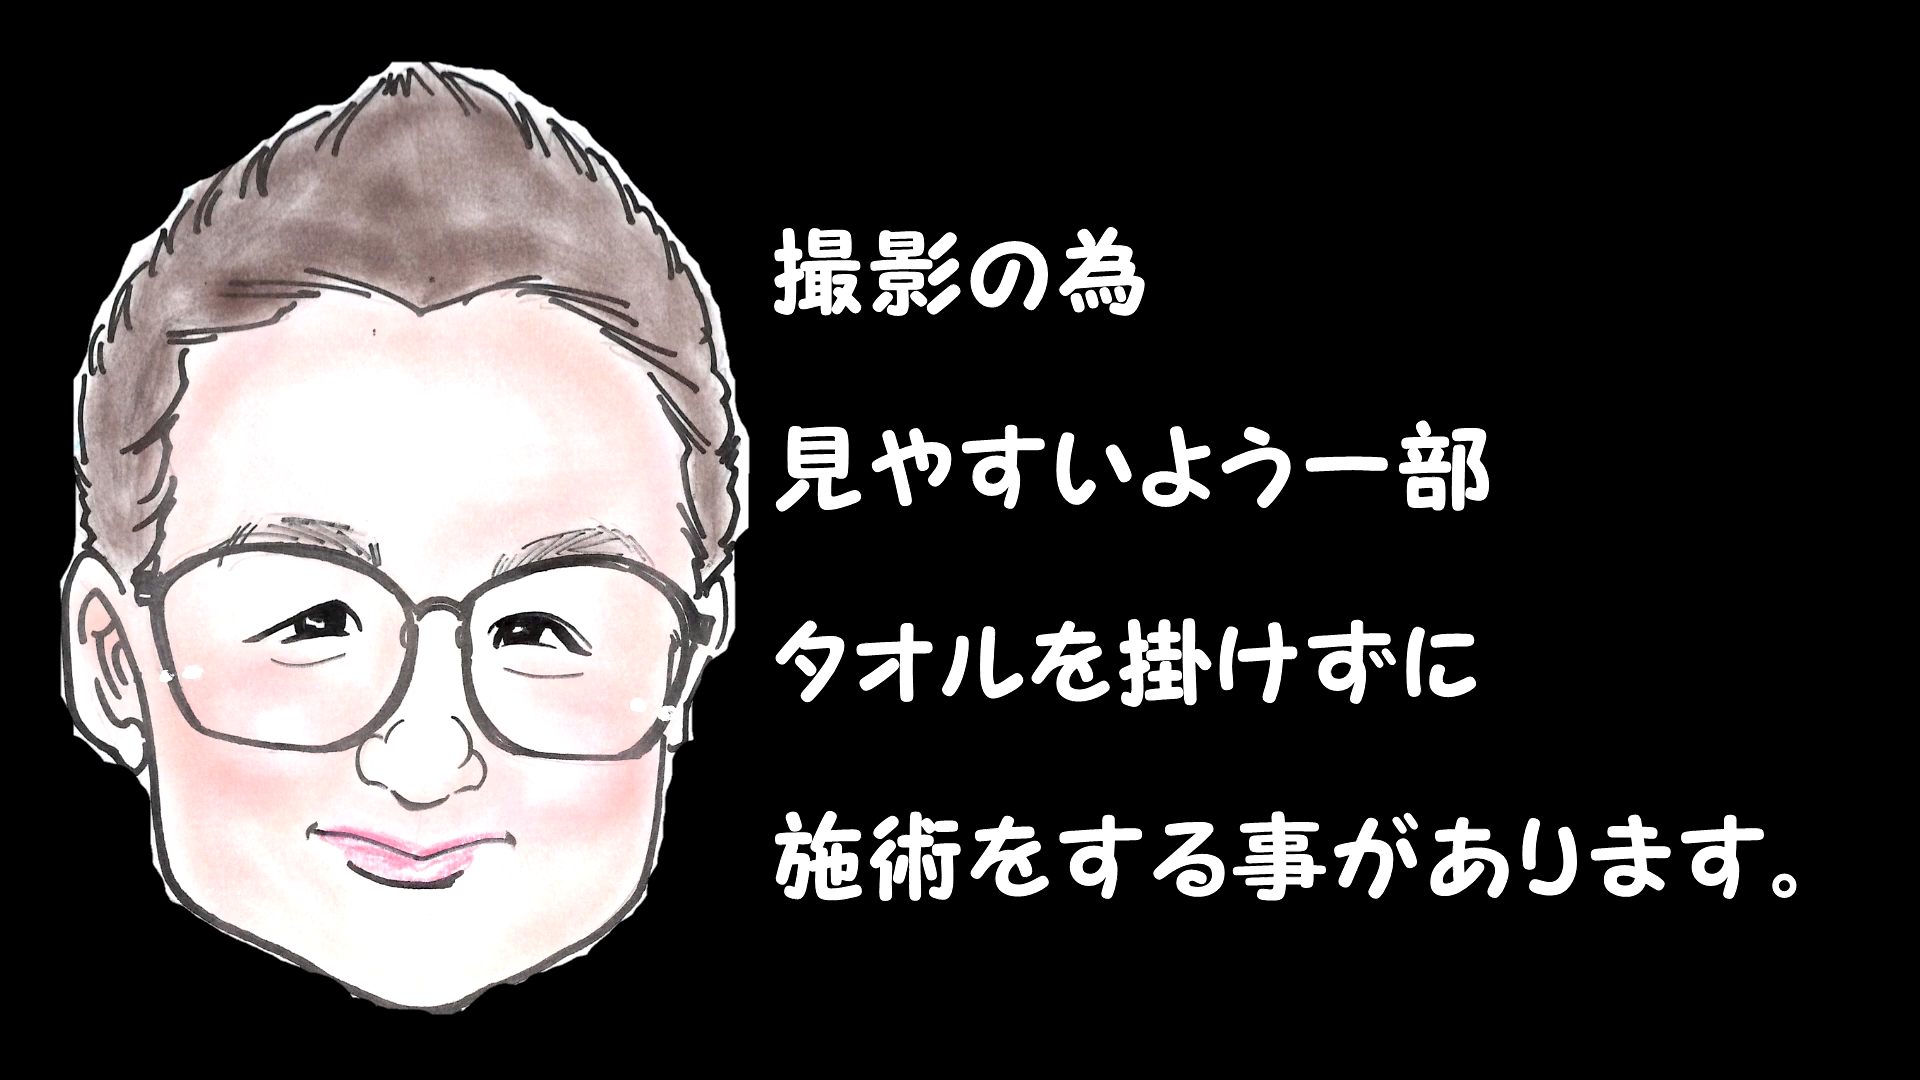 撮影の為
見やすいよう一部
タオルを掛けずに
施術をする事があります。